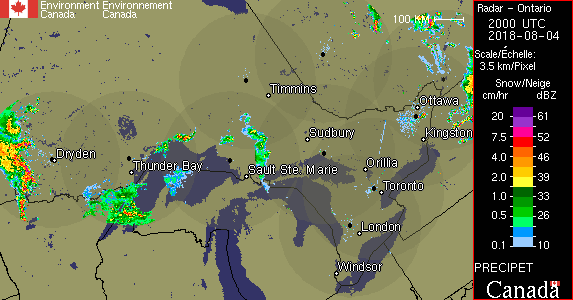 Environment Environnement
Canada Canada
100 KM
Timmins
Ottawa
Sudbury
Kingston
Dryden
Thunder Bay
Sault Ste. Marie
Orillia
Toronto
London
Windsor
Radar - Ontario
2000 UTC
2018-08-04
Scale/Échelle:
3.5 km/Pixel
Snow/Neige
cm/hr dBZ
20 61
7.5 57
5.5 52
4.0 46
2.0 39
1.0 33
0.5 26
0.1 10
PRECIPET
Canada